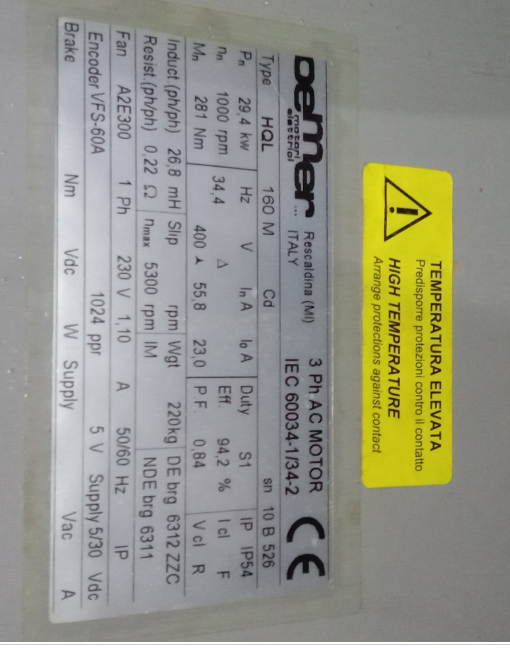 TEMPERATURA ELEVATA
Predisporre protezioni contro il contatto
HIGH TEMPERATURE
Arrange protections against contact
Oemer motori elettrici ... Rescaldina (MI) ITALY
3 Ph AC MOTOR
IEC 60034-1/34-2
CE
Type HQL 160 M Cd sn 10 B 526
Pn 29,4 kw Hz V In A Io A Duty S1 IP IP54
nn 1000 rpm 34,4 Δ Eff. 94,2 % I cl F
Mn 281 Nm 400 ⅄ 55,8 23,0 P F. 0,84 V cl R
Induct (ph/ph) 26,8 mH Slip rpm Wgt 220kg DE brg 6312 ZZC
Resist (ph/ph) 0,22 Ω nmax 5300 rpm IM NDE brg 6311
Fan A2E300 1 Ph 230 V 1,10 A 50/60 Hz IP
Encoder VFS-60A 1024 ppr 5 V Supply 5/30 Vdc
Brake Nm Vdc W Supply Vac A